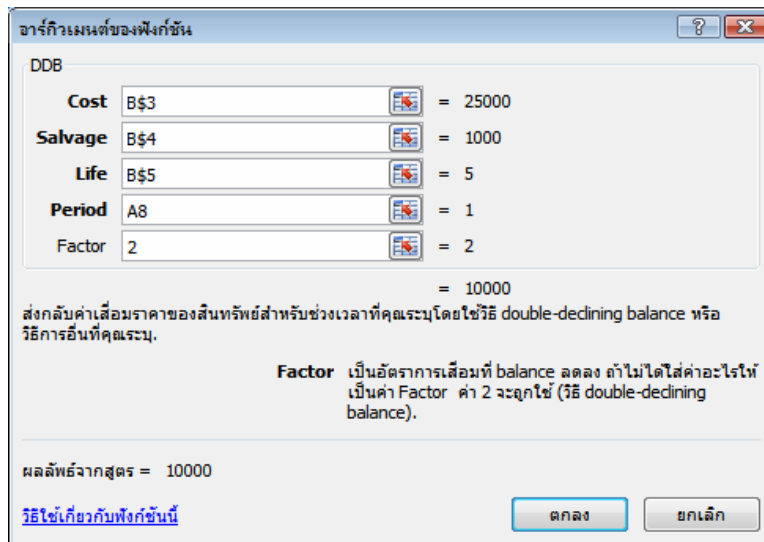 อาร์กิวเมนต์ของฟังก์ชัน
DDB
Cost B$3 = 25000
Salvage B$4 = 1000
Life B$5 = 5
Period A8 = 1
Factor 2 = 2
= 10000
ส่งกลับค่าเสื่อมราคาของสินทรัพย์สำหรับช่วงเวลาที่คุณระบุโดยใช้วิธี double-declining balance หรือ
วิธีการอื่นที่คุณระบุ.
Factor เป็นอัตราการเสื่อมที่ balance ลดลง ถ้าไม่ได้ใส่ค่าอะไรให้
เป็นค่า Factor ค่า 2 จะถูกใช้ (วิธี double-declining
balance).
ผลลัพธ์จากสูตร = 10000
วิธีใช้เกี่ยวกับฟังก์ชันนี้
ตกลง ยกเลิก